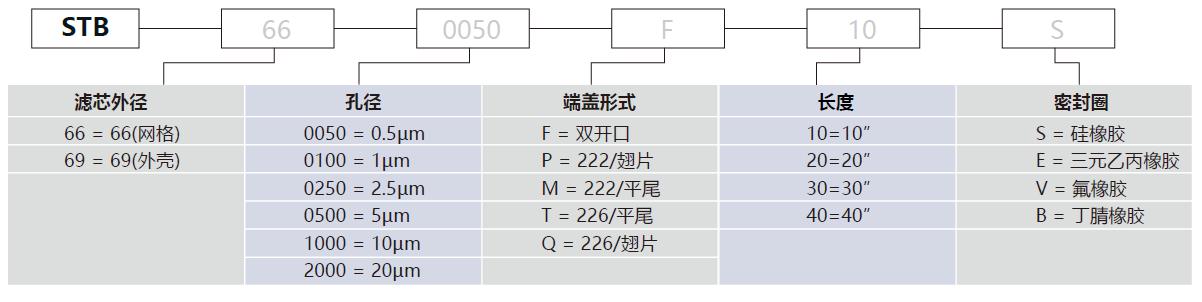 STB 66 0050 F 10 S
滤芯外径 孔径 端盖形式 长度 密封圈
66 = 66(网格) 0050 = 0.5μm F = 双开口 10=10″ S = 硅橡胶
69 = 69(外壳) 0100 = 1μm P = 222/翅片 20=20″ E = 三元乙丙橡胶
0250 = 2.5μm M = 222/平尾 30=30″ V = 氟橡胶
0500 = 5μm T = 226/平尾 40=40″ B = 丁腈橡胶
1000 = 10μm Q = 226/翅片
2000 = 20μm